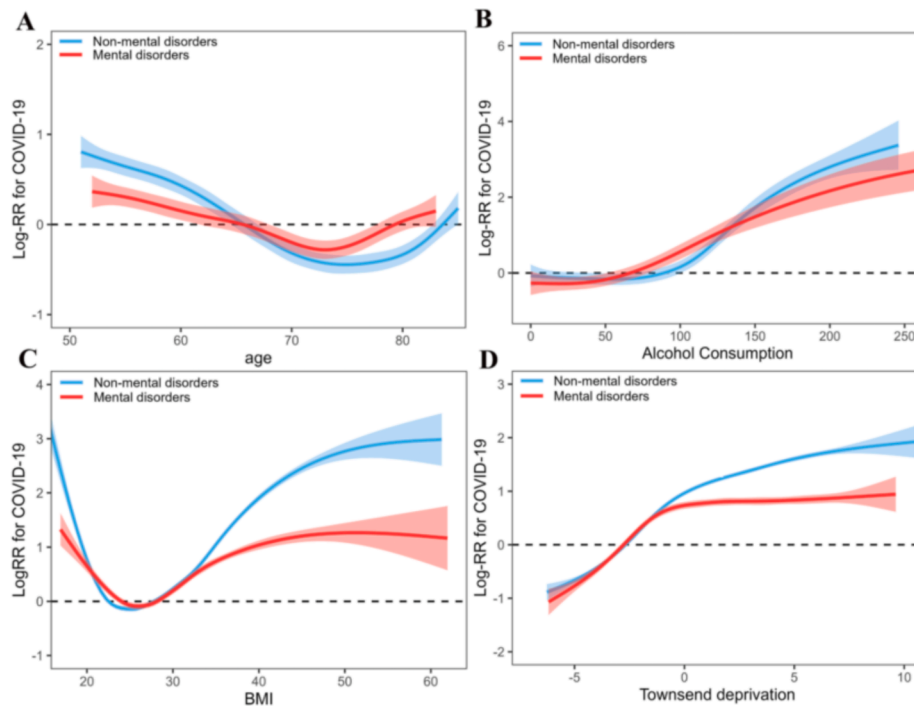 A
Non-mental disorders
Mental disorders
2
1
0
-1
Log-RR for COVID-19
50 60 70 80
age
B
Non-mental disorders
Mental disorders
6
4
2
0
Log-RR for COVID-19
0 50 100 150 200 250
Alcohol Consumption
C
Non-mental disorders
Mental disorders
4
3
2
1
0
-1
LogRR for COVID-19
20 30 40 50 60
BMI
D
Non-mental disorders
Mental disorders
3
2
1
0
-1
-2
Log-RR for COVID-19
-5 0 5 10
Townsend deprivation